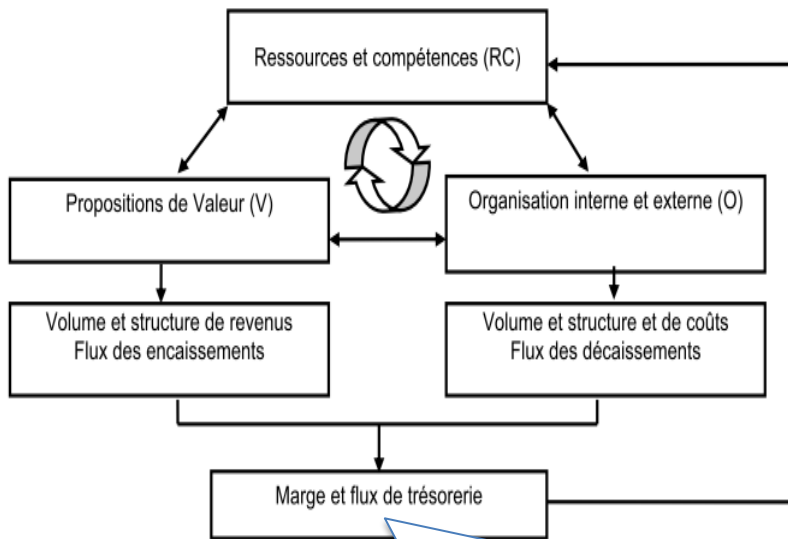 Ressources et compétences (RC)
Propositions de Valeur (V)
Organisation interne et externe (O)
Volume et structure de revenus
Flux des encaissements
Volume et structure et de coûts
Flux des décaissements
Marge et flux de trésorerie